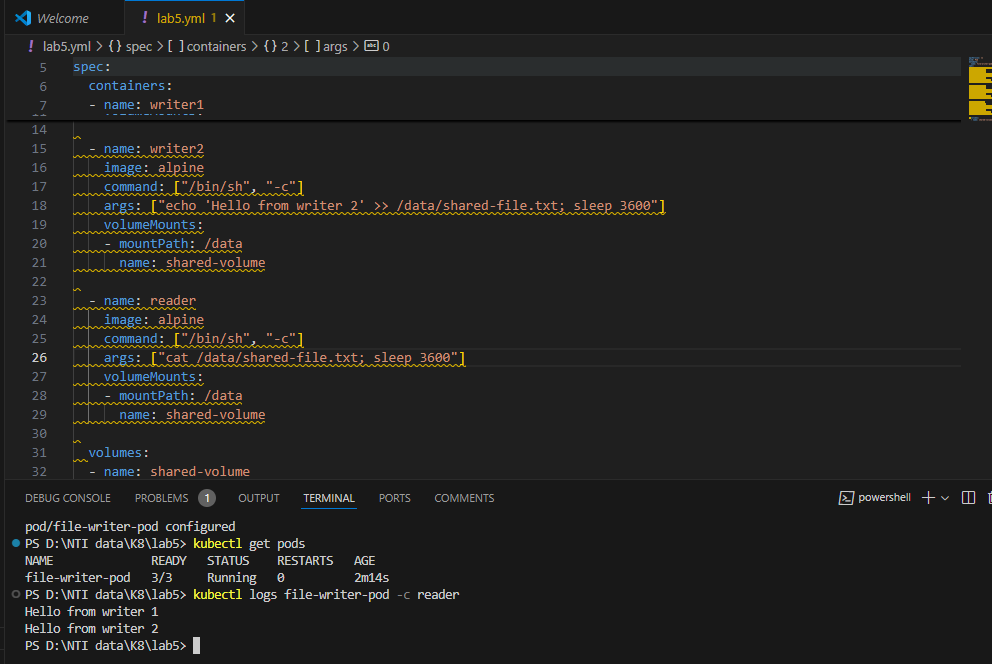 Welcome
! lab5.yml 1
! lab5.yml > {} spec > [ ] containers > {} 2 > [ ] args > abc 0
5 spec:
6 containers:
7 - name: writer1
14
15 - name: writer2
16 image: alpine
17 command: ["/bin/sh", "-c"]
18 args: ["echo 'Hello from writer 2' >> /data/shared-file.txt; sleep 3600"]
19 volumeMounts:
20 - mountPath: /data
21 name: shared-volume
22
23 - name: reader
24 image: alpine
25 command: ["/bin/sh", "-c"]
26 args: ["cat /data/shared-file.txt; sleep 3600"]
27 volumeMounts:
28 - mountPath: /data
29 name: shared-volume
30
31 volumes:
32 - name: shared-volume
DEBUG CONSOLE PROBLEMS 1 OUTPUT TERMINAL PORTS COMMENTS powershell
pod/file-writer-pod configured
PS D:\NTI data\K8\lab5> kubectl get pods
NAME READY STATUS RESTARTS AGE
file-writer-pod 3/3 Running 0 2m14s
PS D:\NTI data\K8\lab5> kubectl logs file-writer-pod -c reader
Hello from writer 1
Hello from writer 2
PS D:\NTI data\K8\lab5>